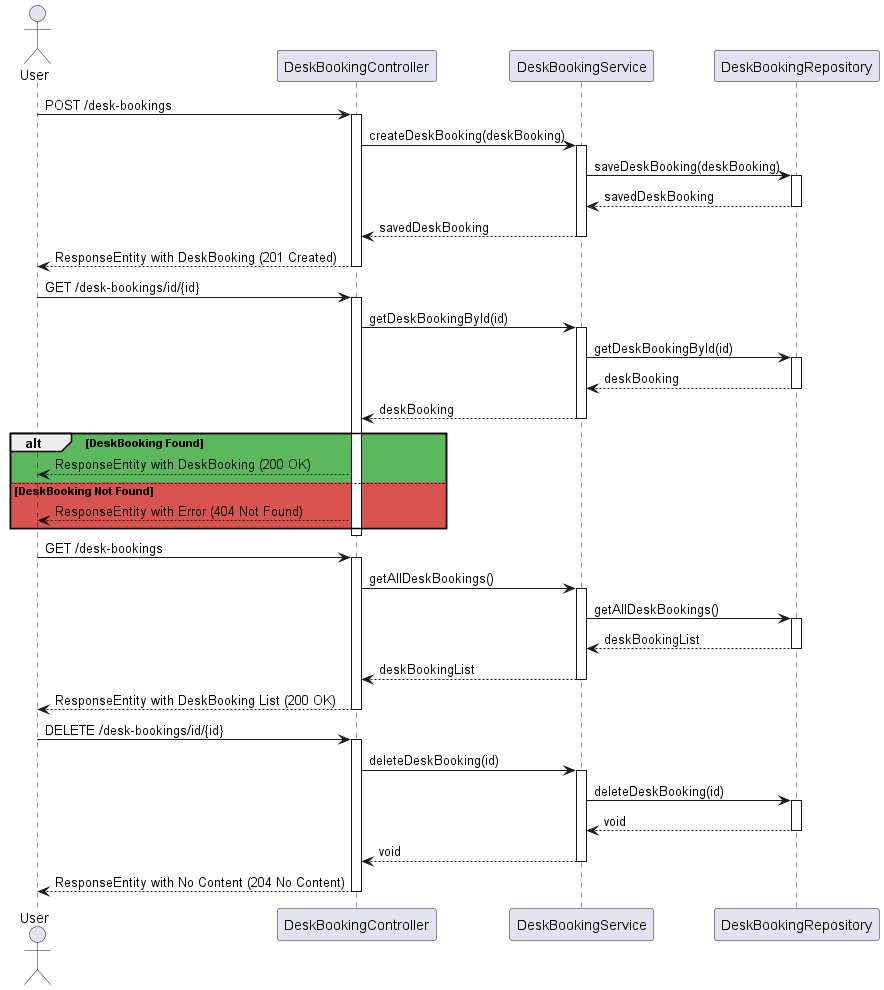 User
DeskBookingController
DeskBookingService
DeskBookingRepository
POST /desk-bookings
createDeskBooking(deskBooking)
saveDeskBooking(deskBooking)
savedDeskBooking
savedDeskBooking
ResponseEntity with DeskBooking (201 Created)
GET /desk-bookings/id/{id}
getDeskBookingById(id)
getDeskBookingById(id)
deskBooking
deskBooking
alt [DeskBooking Found]
ResponseEntity with DeskBooking (200 OK)
[DeskBooking Not Found]
ResponseEntity with Error (404 Not Found)
GET /desk-bookings
getAllDeskBookings()
getAllDeskBookings()
deskBookingList
deskBookingList
ResponseEntity with DeskBooking List (200 OK)
DELETE /desk-bookings/id/{id}
deleteDeskBooking(id)
deleteDeskBooking(id)
void
void
ResponseEntity with No Content (204 No Content)
User
DeskBookingController
DeskBookingService
DeskBookingRepository